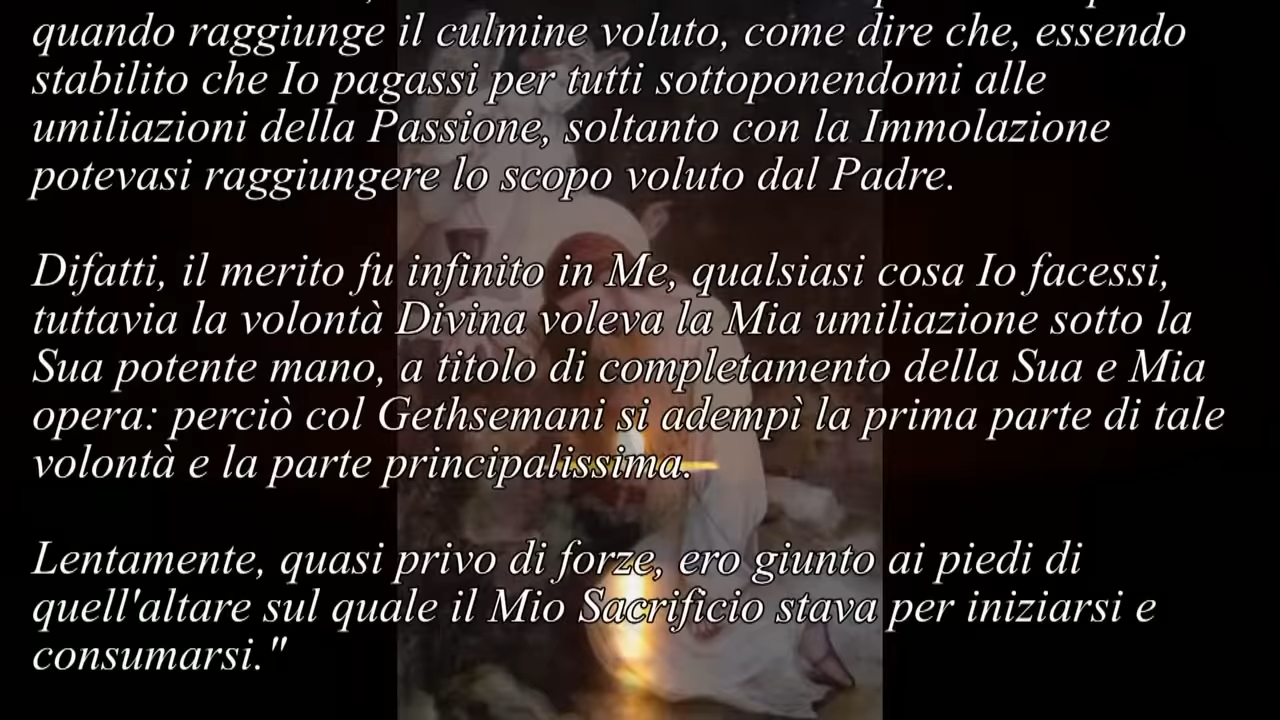 quando raggiunge il culmine voluto, come dire che, essendo
stabilito che Io pagassi per tutti sottoponendomi alle
umiliazioni della Passione, soltanto con la Immolazione
potevasi raggiungere lo scopo voluto dal Padre.
Difatti, il merito fu infinito in Me, qualsiasi cosa Io facessi,
tuttavia la volontà Divina voleva la Mia umiliazione sotto la
Sua potente mano, a titolo di completamento della Sua e Mia
opera: perciò col Gethsemani si adempì la prima parte di tale
volontà e la parte principalissima.
Lentamente, quasi privo di forze, ero giunto ai piedi di
quell'altare sul quale il Mio Sacrificio stava per iniziarsi e
consumarsi."